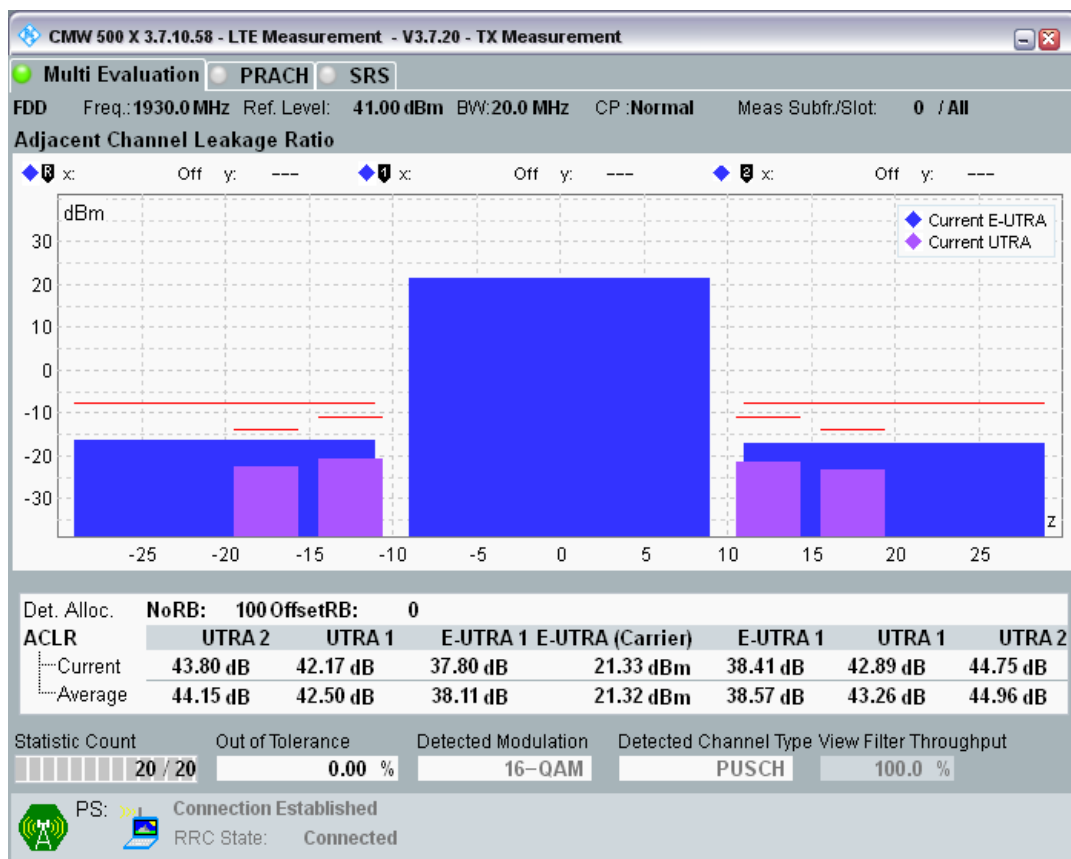 CMW 500 X 3.7.10.58 - LTE Measurement - V3.7.20 - TX Measurement
Multi Evaluation PRACH SRS
FDD Freq.: 1930.0 MHz Ref. Level: 41.00 dBm BW: 20.0 MHz CP : Normal Meas Subfr./Slot: 0 / All
Adjacent Channel Leakage Ratio
R x: Off y: --- 1 x: Off y: --- 2 x: Off y: ---
dBm
Current E-UTRA
Current UTRA
30
20
10
0
-10
-20
-30
z
-25 -20 -15 -10 -5 0 5 10 15 20 25
Det. Alloc. NoRB: 100 OffsetRB: 0
ACLR UTRA 2 UTRA 1 E-UTRA 1 E-UTRA (Carrier) E-UTRA 1 UTRA 1 UTRA 2
Current 43.80 dB 42.17 dB 37.80 dB 21.33 dBm 38.41 dB 42.89 dB 44.75 dB
Average 44.15 dB 42.50 dB 38.11 dB 21.32 dBm 38.57 dB 43.26 dB 44.96 dB
Statistic Count Out of Tolerance Detected Modulation Detected Channel Type View Filter Throughput
20 / 20 0.00 % 16-QAM PUSCH 100.0 %
PS: Connection Established
RRC State: Connected